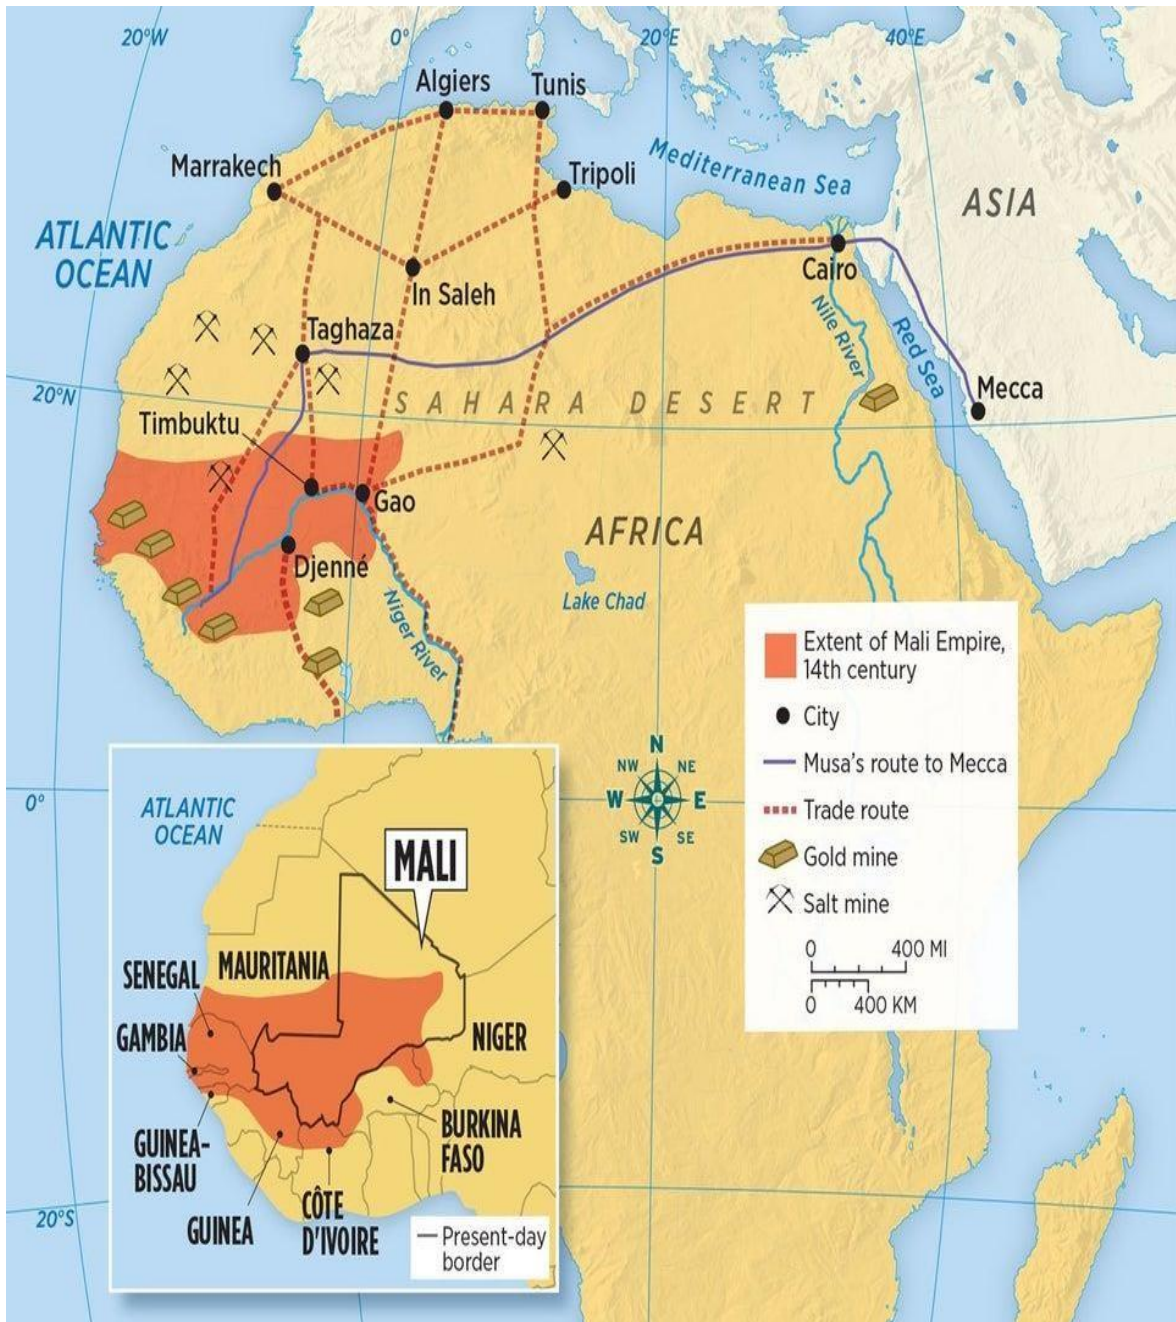 20°W
0°
20°E
40°E
Algiers
Tunis
Marrakech
Tripoli
Mediterranean Sea
ASIA
ATLANTIC
OCEAN
Cairo
In Saleh
Nile River
Red Sea
Taghaza
Mecca
20°N
SAHARA DESERT
Timbuktu
Gao
AFRICA
Djenné
Lake Chad
Niger River
Extent of Mali Empire,
14th century
City
Musa's route to Mecca
Trade route
Gold mine
Salt mine
0 400 MI
0 400 KM
N
NW NE
W E
SW SE
S
0°
ATLANTIC
OCEAN
MALI
MAURITANIA
SENEGAL
GAMBIA
NIGER
GUINEA-
BISSAU
BURKINA
FASO
GUINEA
CÔTE
D'IVOIRE
Present-day
border
20°S